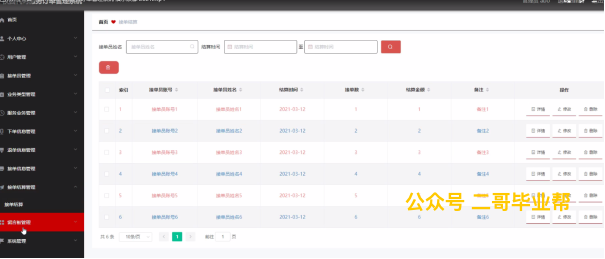 务订单管理系统
首页
首页 接单结算
个人中心
接单员姓名 接单员姓名 结算时间 结算时间 至 结算时间
用户管理
接单员管理
业务类型管理
索引 接单员账号 接单员姓名 结算时间 接单数 结算金额 备注 操作
1 接单员账号1 接单员姓名1 2021-03-12 1 1 备注1 详情 修改 删除
服务业务管理
2 接单员账号2 接单员姓名2 2021-03-12 2 2 备注2 详情 修改 删除
下单信息管理
3 接单员账号3 接单员姓名3 2021-03-12 3 3 备注3 详情 修改 删除
退单信息管理
接单信息管理
4 接单员账号4 接单员姓名4 2021-03-12 4 4 备注4 详情 修改 删除
接单结算管理
5 接单员账号5 接单员姓名5 2021-03-12 5 详情 修改 删除
接单结算
公众号 二哥毕业帮
6 接单员账号6 接单员姓名6 2021-03-12 6 备注6 详情 修改 删除
留言板管理
共 6 条 10条/页 1 前往 1 页
系统管理